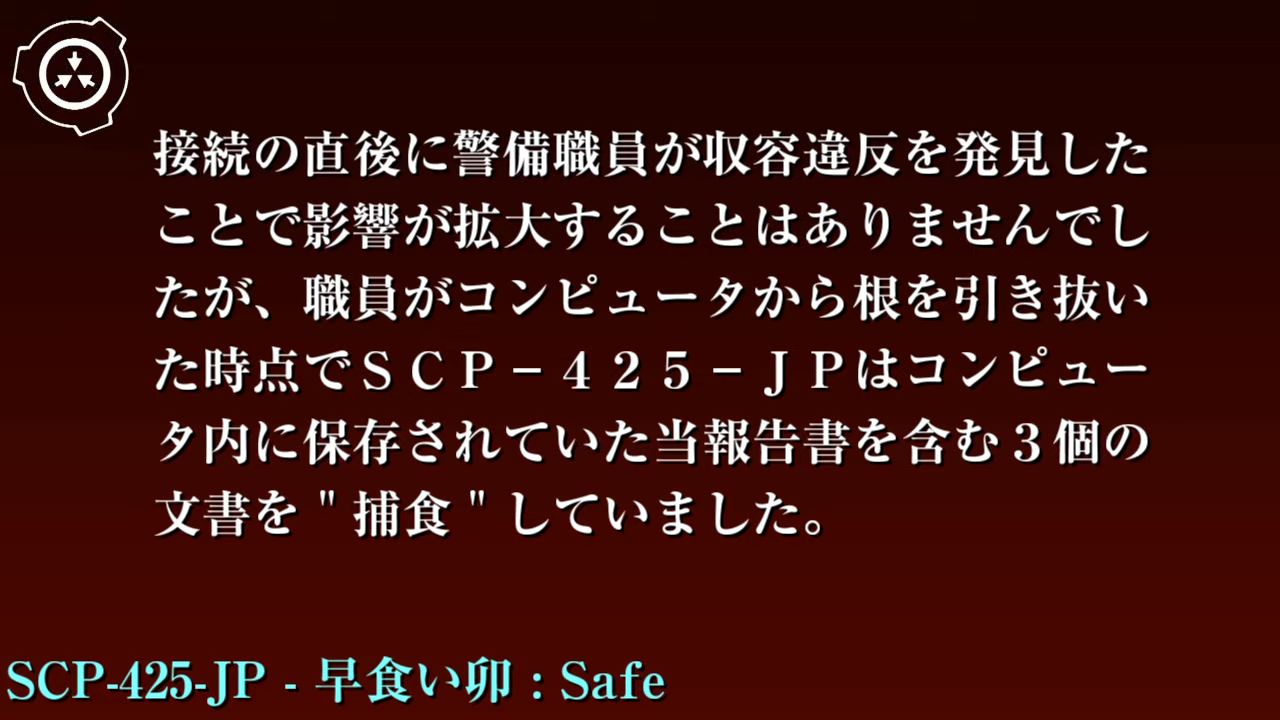 接続の直後に警備職員が収容違反を発見した
ことで影響が拡大することはありませんでし
たが、職員がコンピュータから根を引き抜い
た時点でＳＣＰ－４２５－ＪＰはコンピュー
タ内に保存されていた当報告書を含む３個の
文書を＂捕食＂していました。
SCP-425-JP - 早食い卯 : Safe